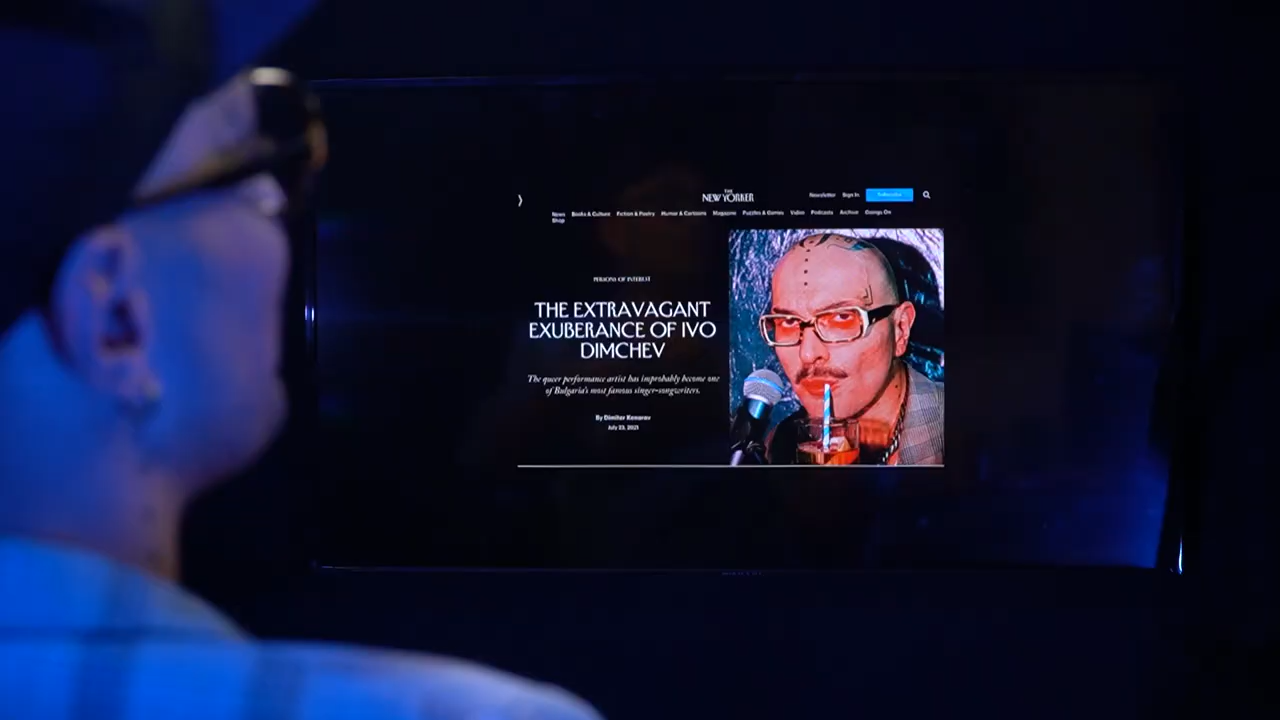 THE
NEW YORKER
Newsletter Sign In Subscribe
News Books & Culture Fiction & Poetry Humor & Cartoons Magazine Puzzles & Games Video Podcasts Archive Goings On
Shop
PERSONS OF INTEREST
THE EXTRAVAGANT
EXUBERANCE OF IVO
DIMCHEV
The queer performance artist has improbably become one
of Bulgaria's most famous singer-songwriters.
By Dimiter Kenarov
July 23, 2021